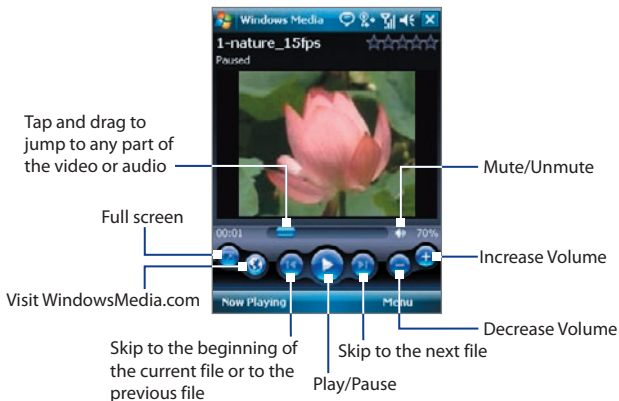 Windows Media
1-nature_15fps
Paused
Tap and drag to
jump to any part of
the video or audio
Mute/Unmute
Full screen
00:01
70%
Increase Volume
Visit WindowsMedia.com
Now Playing
Menu
Decrease Volume
Skip to the beginning of
the current file or to the
previous file
Skip to the next file
Play/Pause